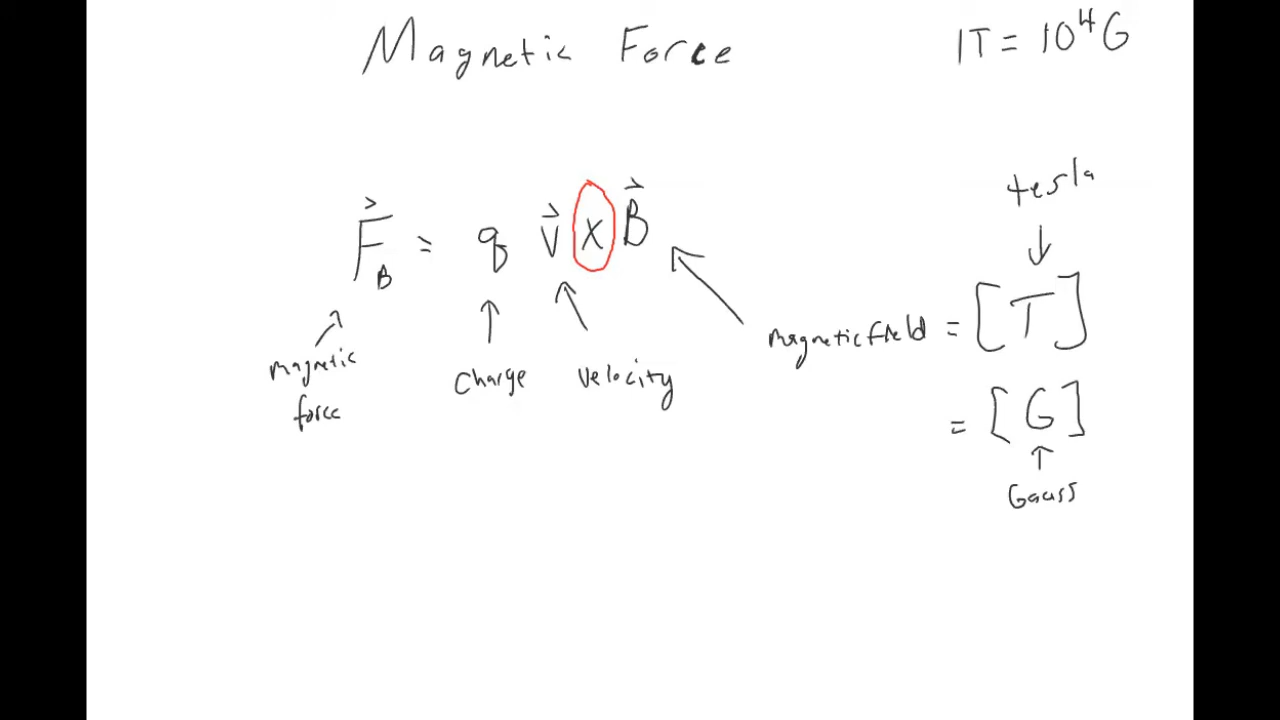 Magnetic Force
1T = 10⁴G
tesla
F⃗_B = q v⃗ x B⃗
magnetic force
Charge
Velocity
magnetic field = [T]
= [G]
Gauss